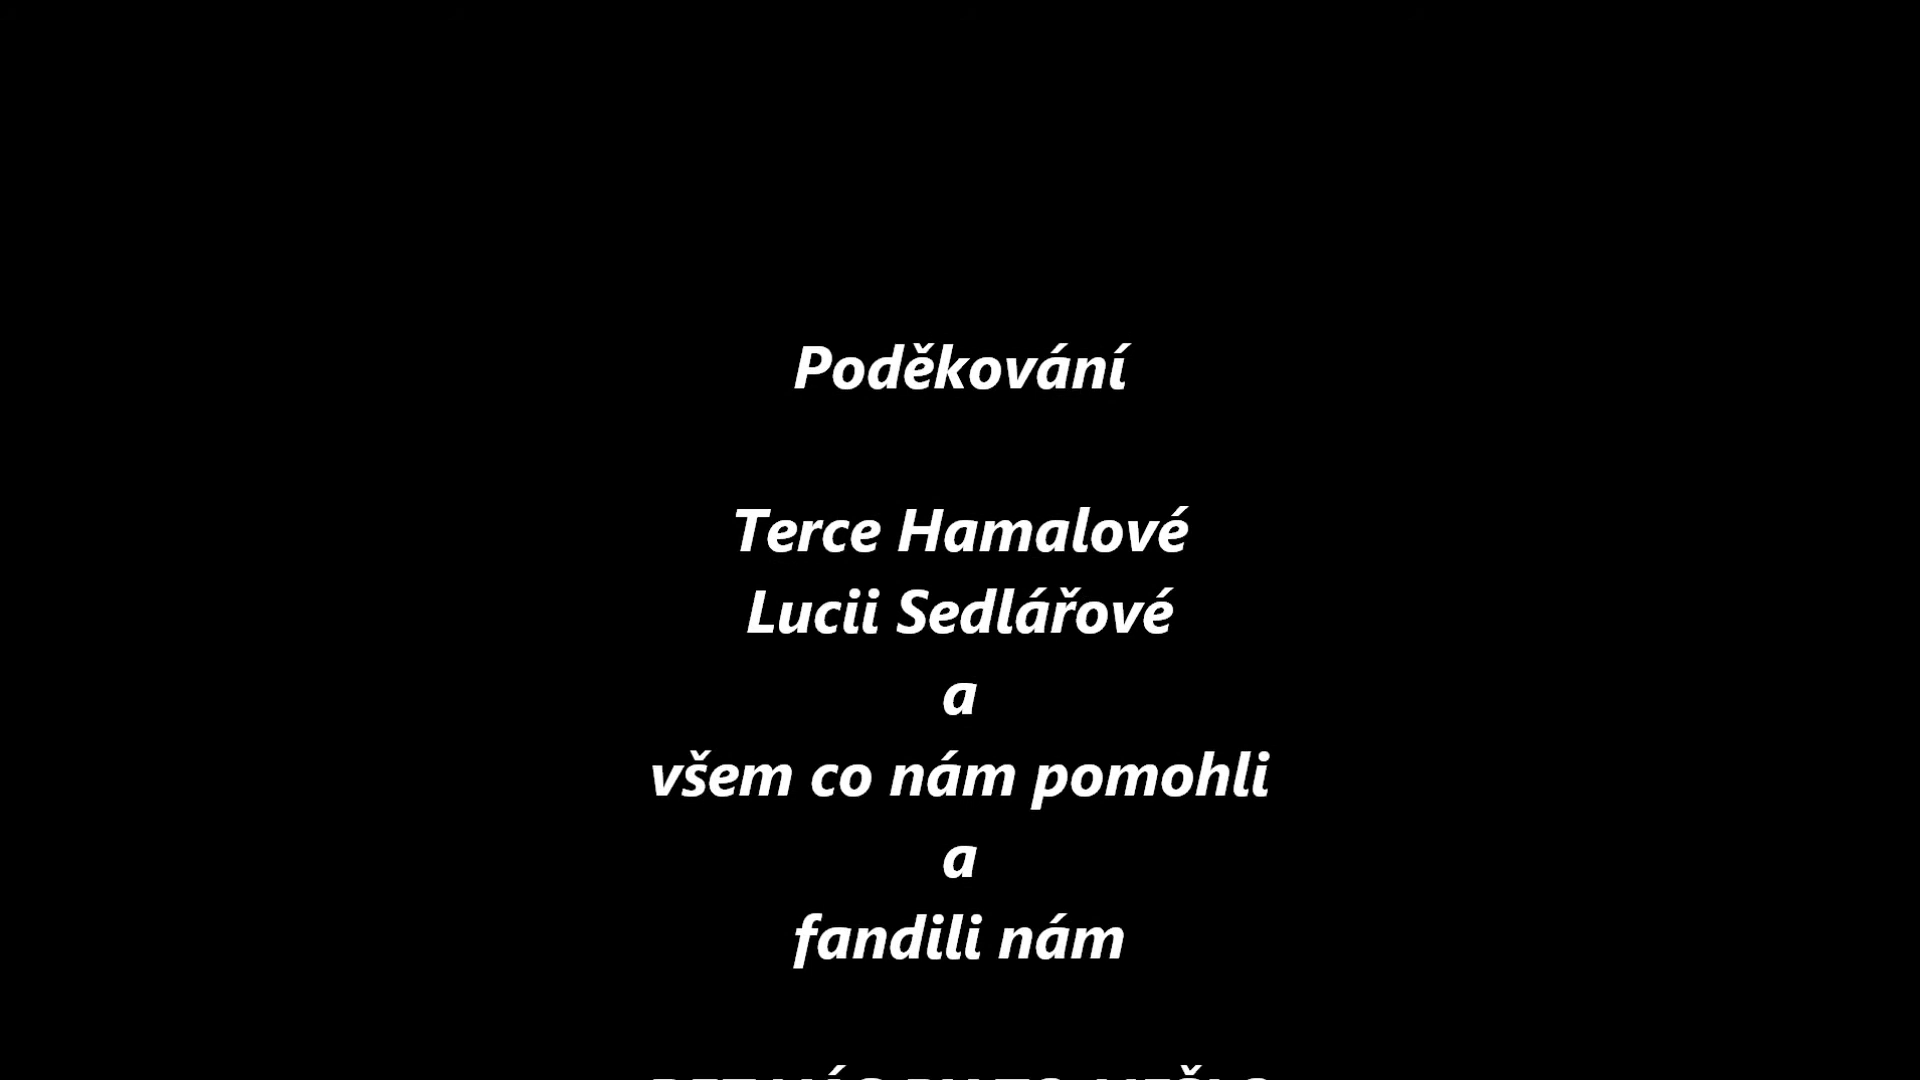 Poděkování
Terce Hamalové
Lucii Sedlářové
a
všem co nám pomohli
a
fandili nám